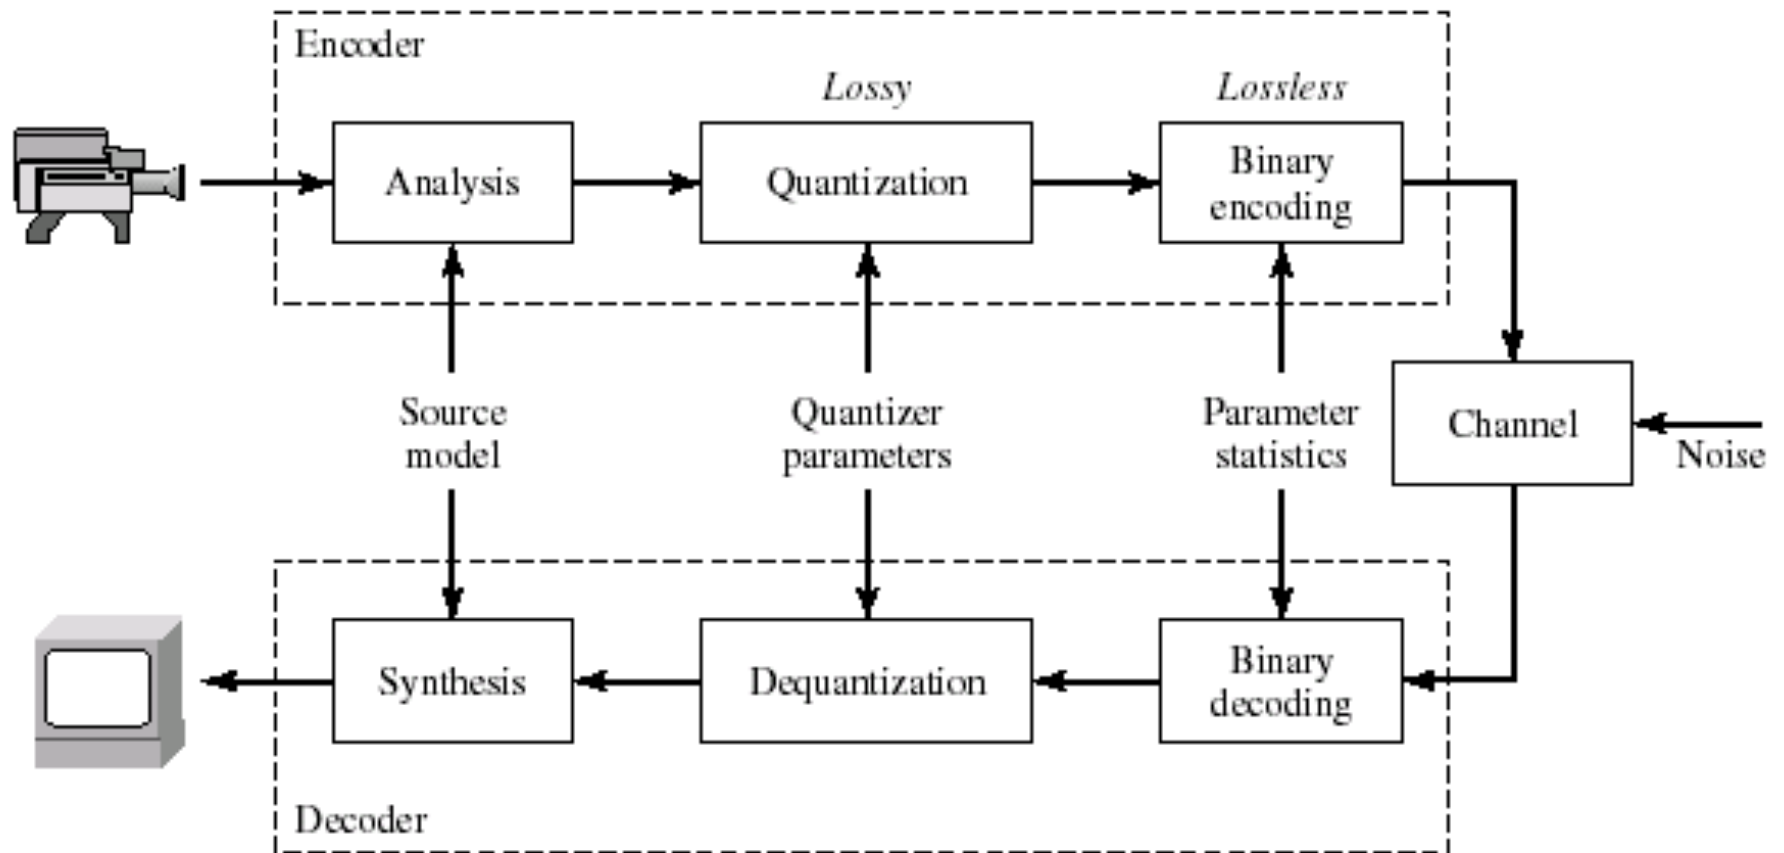 Encoder
Lossy
Lossless
Analysis
Quantization
Binary
encoding
Source
model
Quantizer
parameters
Parameter
statistics
Channel
Noise
Synthesis
Dequantization
Binary
decoding
Decoder